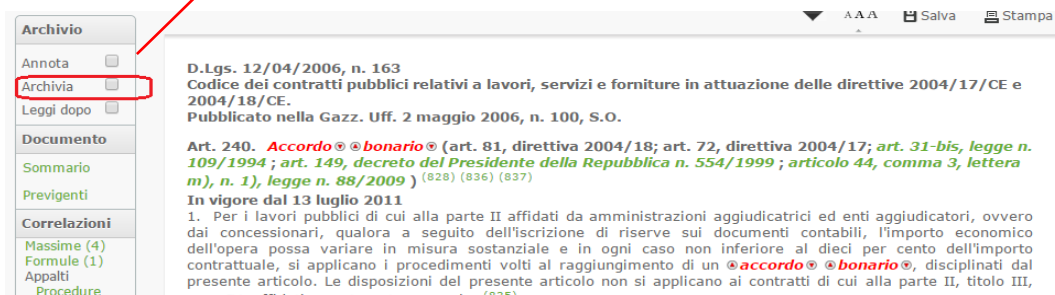 AAA Salva Stampa
Archivio
Annota
Archivia
Leggi dopo
Documento
Sommario
Previgenti
Correlazioni
Massime (4)
Formule (1)
Appalti
Procedure
D.Lgs. 12/04/2006, n. 163
Codice dei contratti pubblici relativi a lavori, servizi e forniture in attuazione delle direttive 2004/17/CE e
2004/18/CE.
Pubblicato nella Gazz. Uff. 2 maggio 2006, n. 100, S.O.
Art. 240. Accordo bonario (art. 81, direttiva 2004/18; art. 72, direttiva 2004/17; art. 31-bis, legge n.
109/1994 ; art. 149, decreto del Presidente della Repubblica n. 554/1999 ; articolo 44, comma 3, lettera
m), n. 1), legge n. 88/2009 ) (828) (836) (837)
In vigore dal 13 luglio 2011
1. Per i lavori pubblici di cui alla parte II affidati da amministrazioni aggiudicatrici ed enti aggiudicatori, ovvero
dai concessionari, qualora a seguito dell'iscrizione di riserve sui documenti contabili, l'importo economico
dell'opera possa variare in misura sostanziale e in ogni caso non inferiore al dieci per cento dell'importo
contrattuale, si applicano i procedimenti volti al raggiungimento di un accordo bonario, disciplinati dal
presente articolo. Le disposizioni del presente articolo non si applicano ai contratti di cui alla parte II, titolo III,